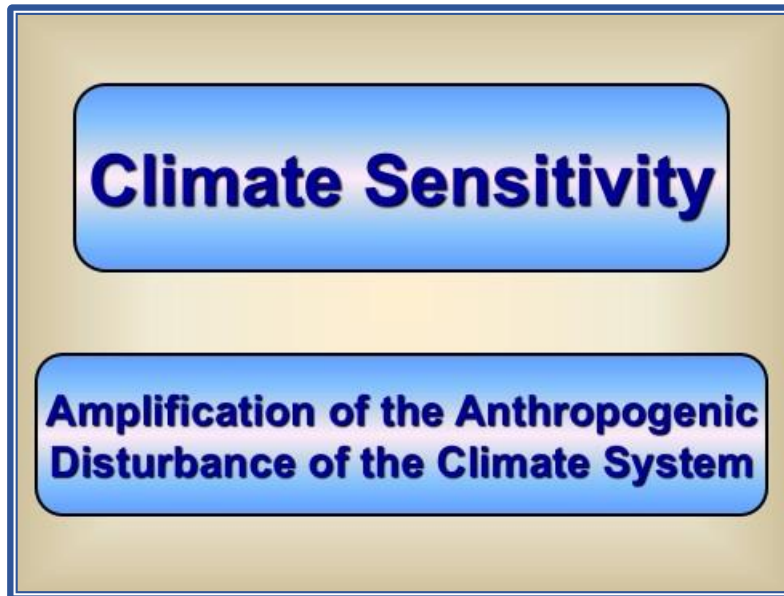 Climate Sensitivity
Amplification of the Anthropogenic
Disturbance of the Climate System